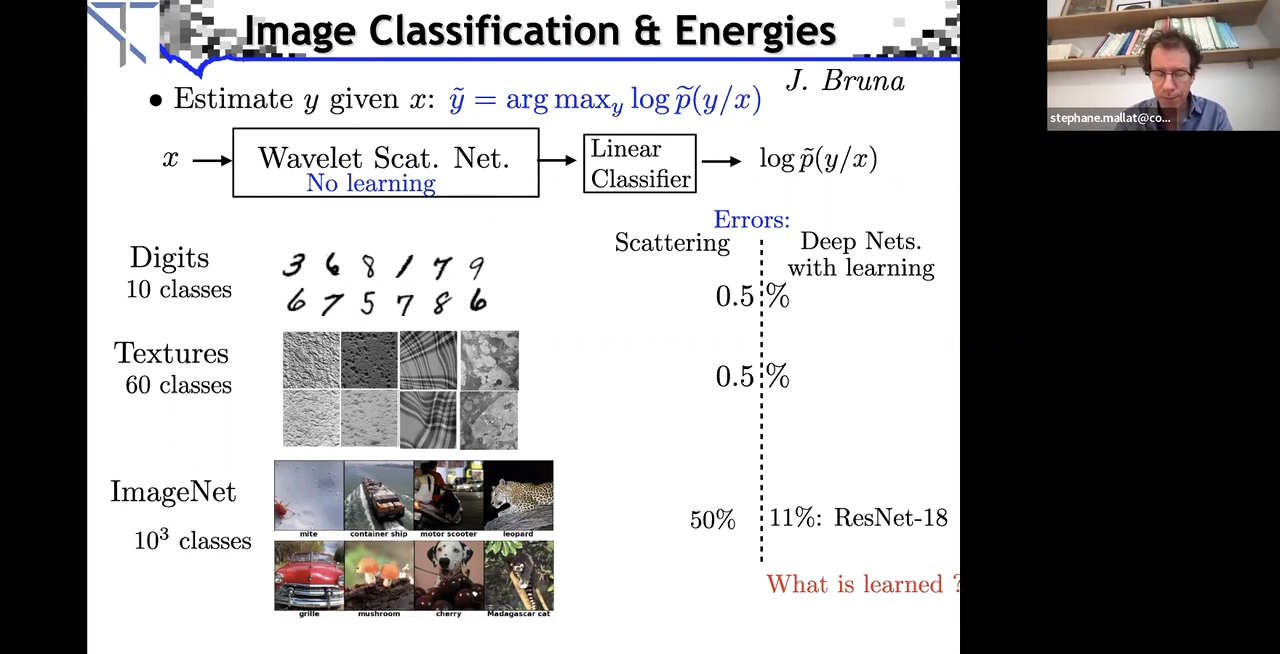 Image Classification & Energies
J. Bruna
• Estimate y given x: ỹ = arg max_y log p̃(y/x)
x → Wavelet Scat. Net. → Linear Classifier → log p̃(y/x)
No learning
Errors:
Scattering
Deep Nets.
with learning
Digits
10 classes
3 6 8 1 7 9
6 7 5 7 8 6
0.5 %
Textures
60 classes
0.5 %
ImageNet
10³ classes
mite container ship motor scooter leopard
grille mushroom cherry Madagascar cat
50% 11%: ResNet-18
What is learned ?
stephane.mallat@co...